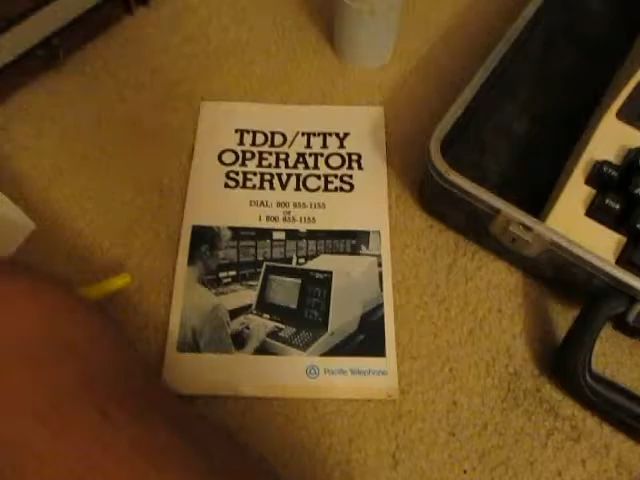 TDD/TTY
OPERATOR
SERVICES
DIAL: 800 855-1155
or
1 800 855-1155
Pacific Telephone